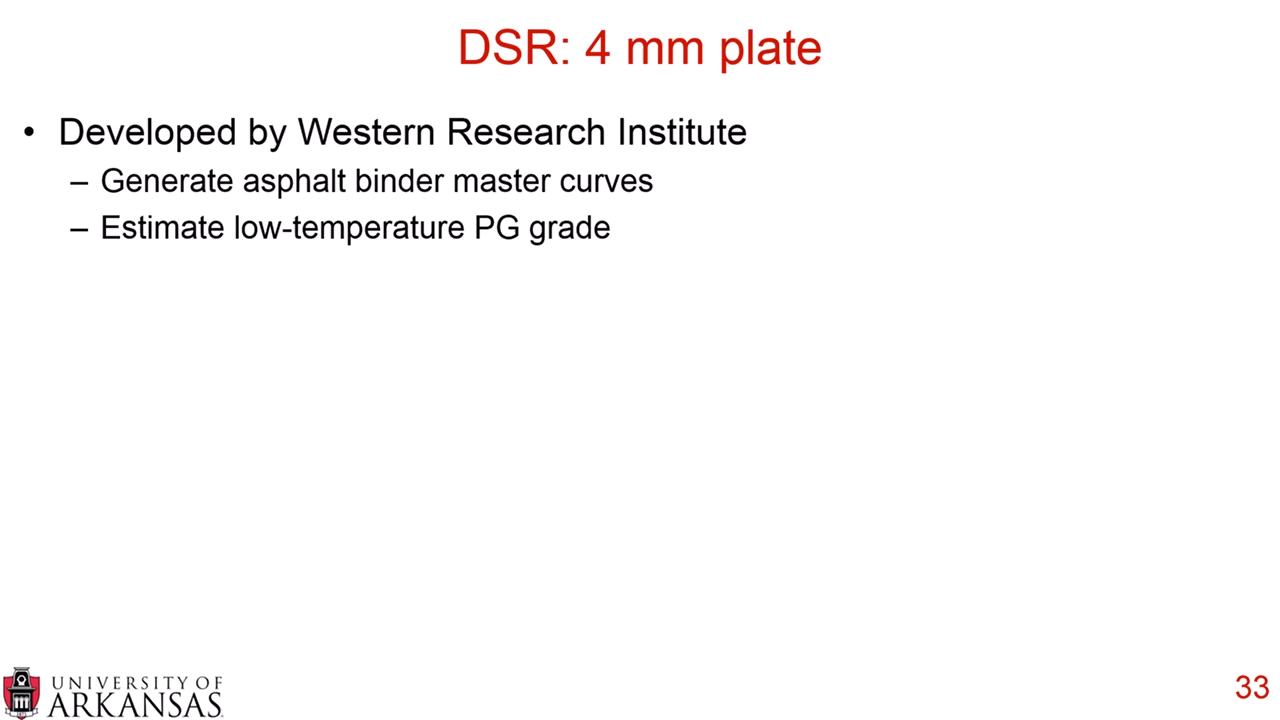 DSR: 4 mm plate
• Developed by Western Research Institute
– Generate asphalt binder master curves
– Estimate low-temperature PG grade
UNIVERSITY OF
ARKANSAS
33